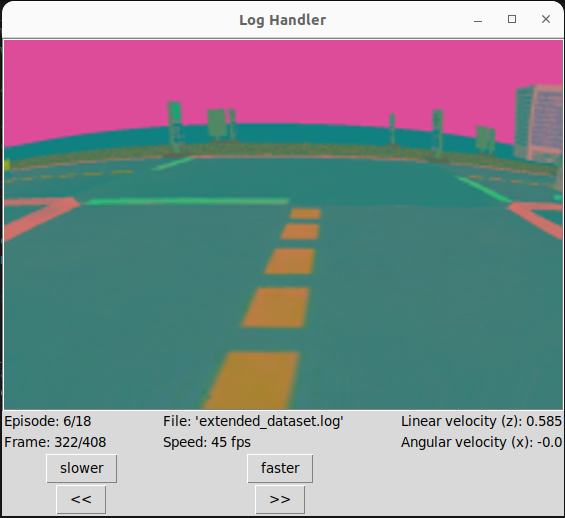 Log Handler
Episode: 6/18 File: 'extended_dataset.log' Linear velocity (z): 0.585
Frame: 322/408 Speed: 45 fps Angular velocity (x): -0.0
slower faster
<< >>